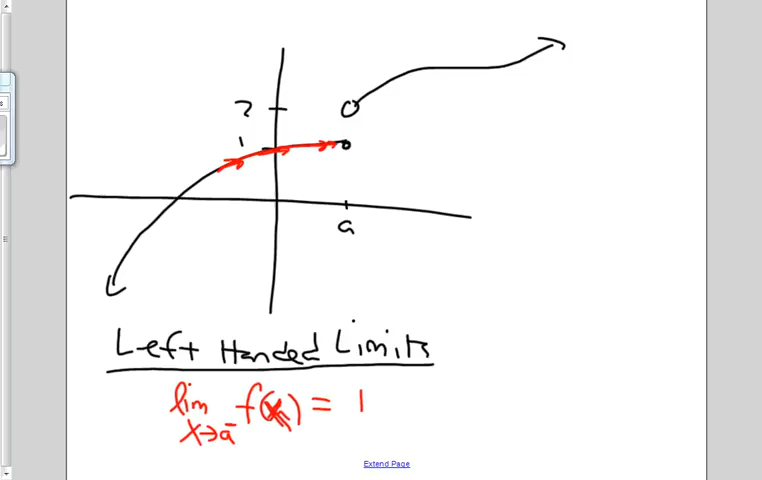 2
1
a
Left Handed Limits
lim f(x) = 1
x→a⁻
Extend Page